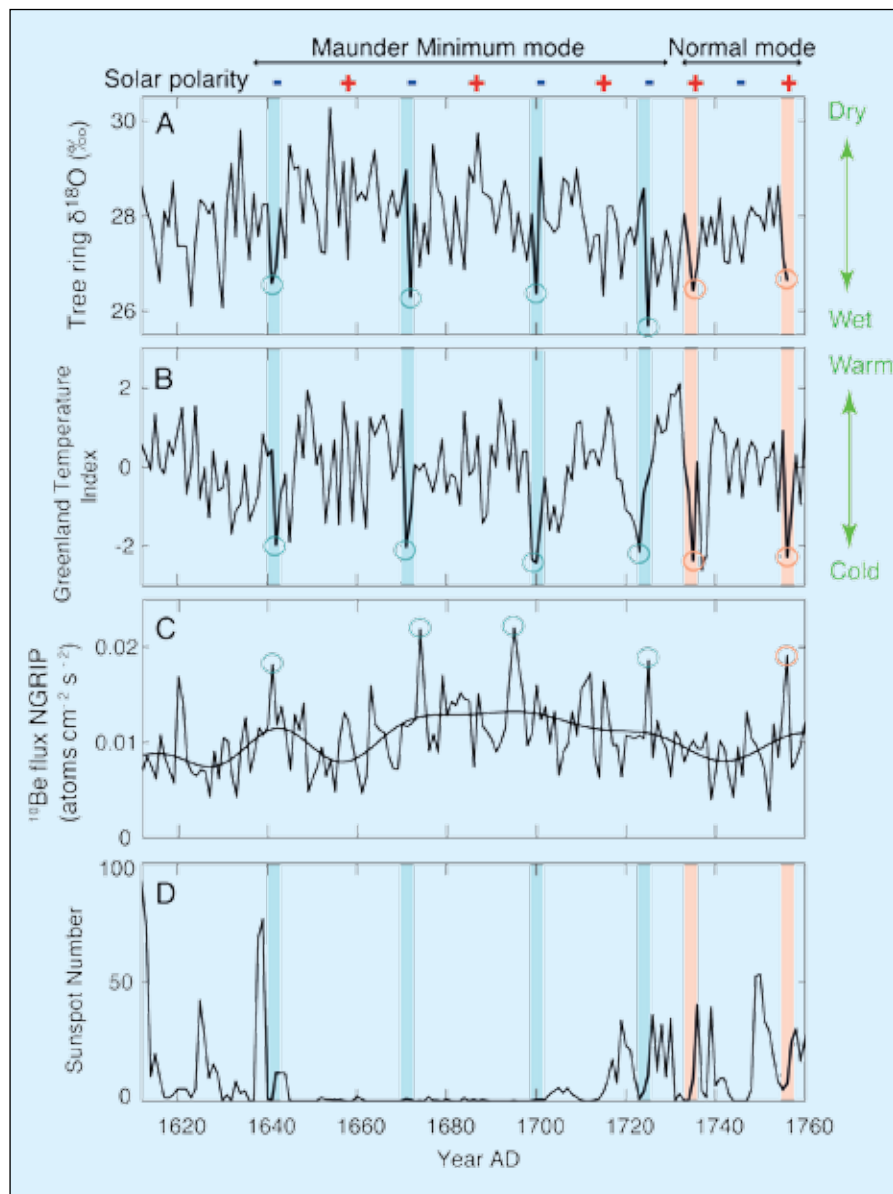 Maunder Minimum mode Normal mode
Solar polarity - + - + - + - + - +
A
Tree ring δ¹⁸O (‰)
30
28
26
Dry
Wet
B
Greenland Temperature
Index
2
0
-2
Warm
Cold
C
¹⁰Be flux NGRIP
(atoms cm⁻² s⁻²)
0.02
0.01
0
D
Sunspot Number
100
50
0
1620 1640 1660 1680 1700 1720 1740 1760
Year AD